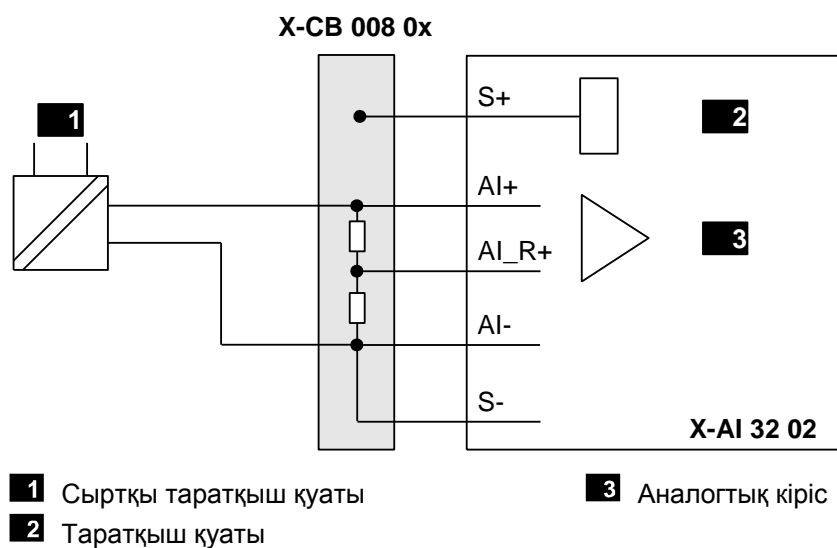 X-CB 008 0x
1
S+
2
AI+
3
AI_R+
AI-
S-
X-AI 32 02
1 Сыртқы таратқыш қуаты
3 Аналогтық кіріс
2 Таратқыш қуаты